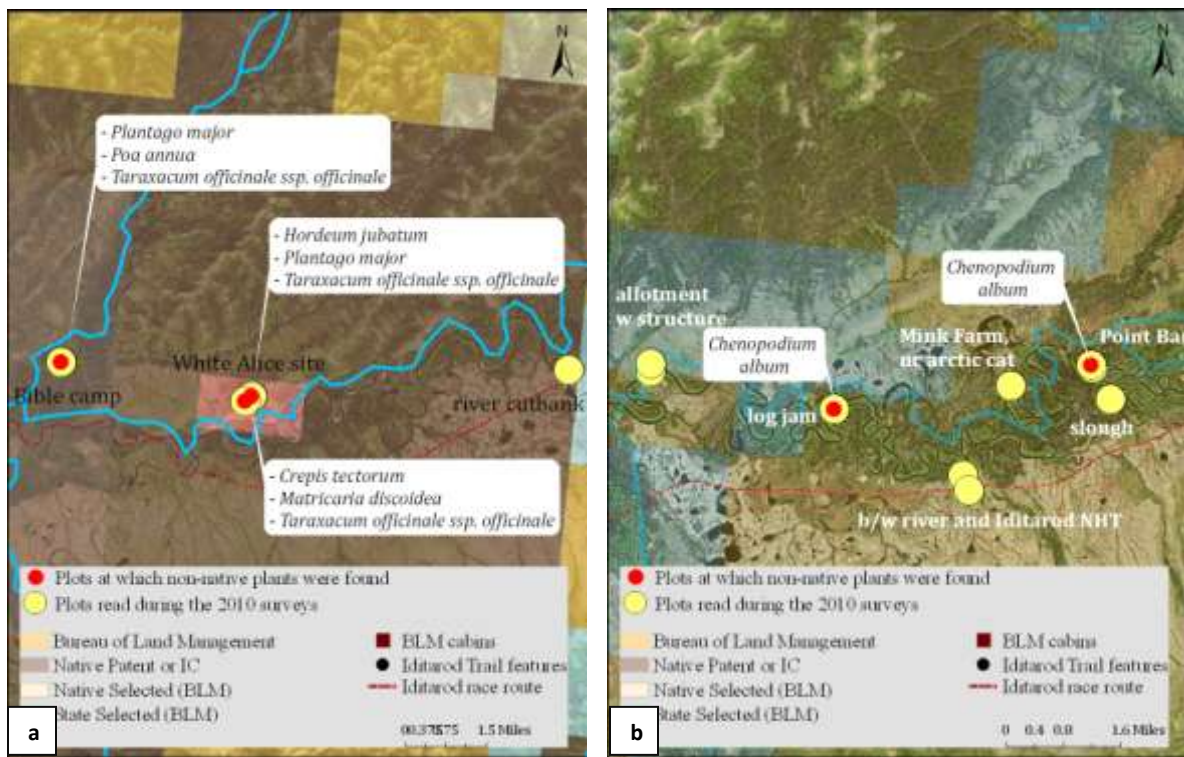 N
- Plantago major
- Poa annua
- Taraxacum officinale ssp. officinale
- Hordeum jubatum
- Plantago major
- Taraxacum officinale ssp. officinale
White Alice site
Bible camp
river cutbank
- Crepis tectorum
- Matricaria discoidea
- Taraxacum officinale ssp. officinale
Plots at which non-native plants were found
Plots read during the 2010 surveys
Bureau of Land Management
Native Patent or IC
Native Selected (BLM)
State Selected (BLM)
BLM cabins
Iditarod Trail features
Iditarod race route
1.5 Miles
a
N
Chenopodium
album
allotment
w structure
Mink Farm,
nc arctic cat
Point Bar
Chenopodium
album
log jam
slough
b/w river and Iditarod NHT
Plots at which non-native plants were found
Plots read during the 2010 surveys
Bureau of Land Management
Native Patent or IC
Native Selected (BLM)
State Selected (BLM)
BLM cabins
Iditarod Trail features
Iditarod race route
0 0.4 0.8 1.6 Miles
b